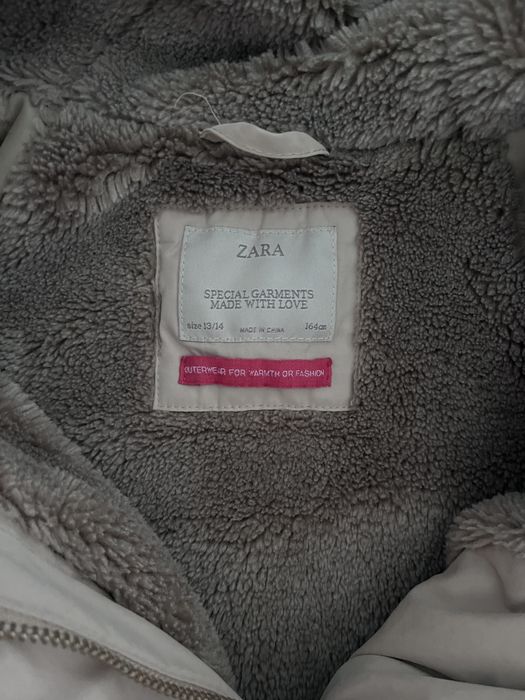 ZARA
SPECIAL GARMENTS
MADE WITH LOVE
size 13/14 MADE IN CHINA 164cm
OUTERWEAR FOR WARMTH OR FASHION